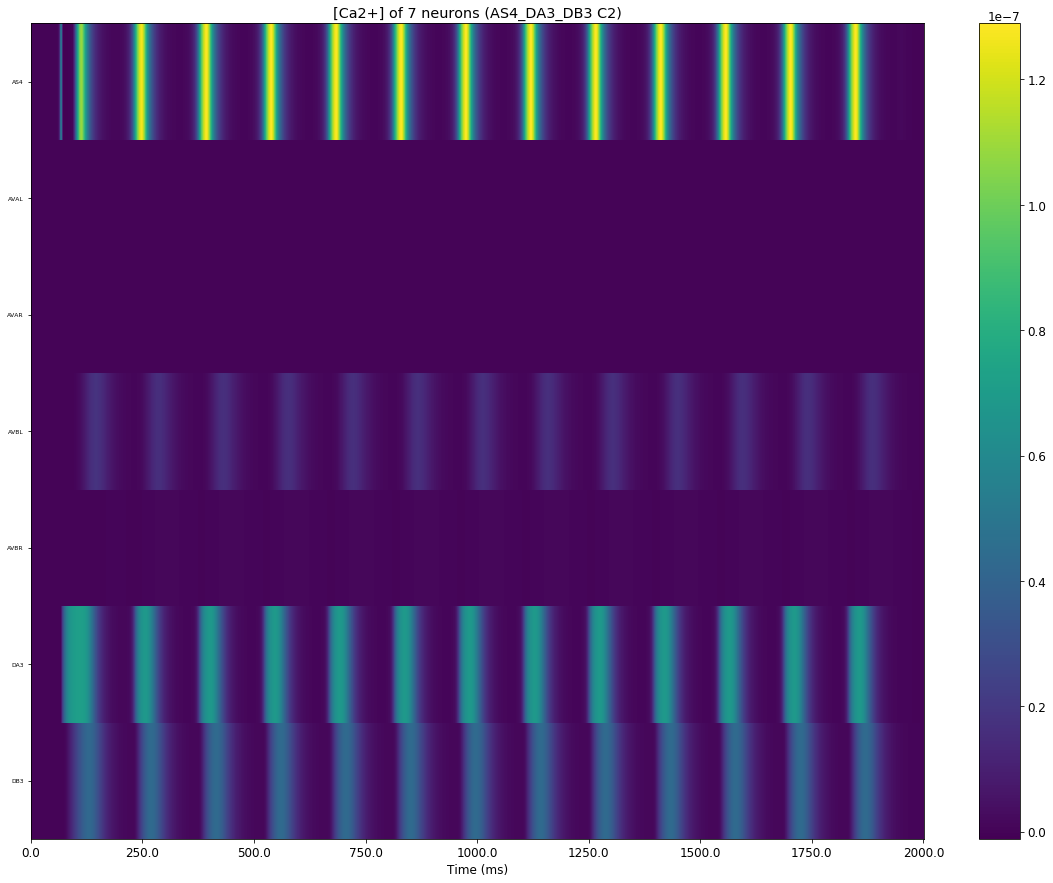 [Ca2+] of 7 neurons (AS4_DA3_DB3 C2)
1e−7
AS4
AVAL
AVAR
AVBL
AVBR
DA3
DB3
0.0 250.0 500.0 750.0 1000.0 1250.0 1500.0 1750.0 2000.0
Time (ms)
1.2
1.0
0.8
0.6
0.4
0.2
0.0